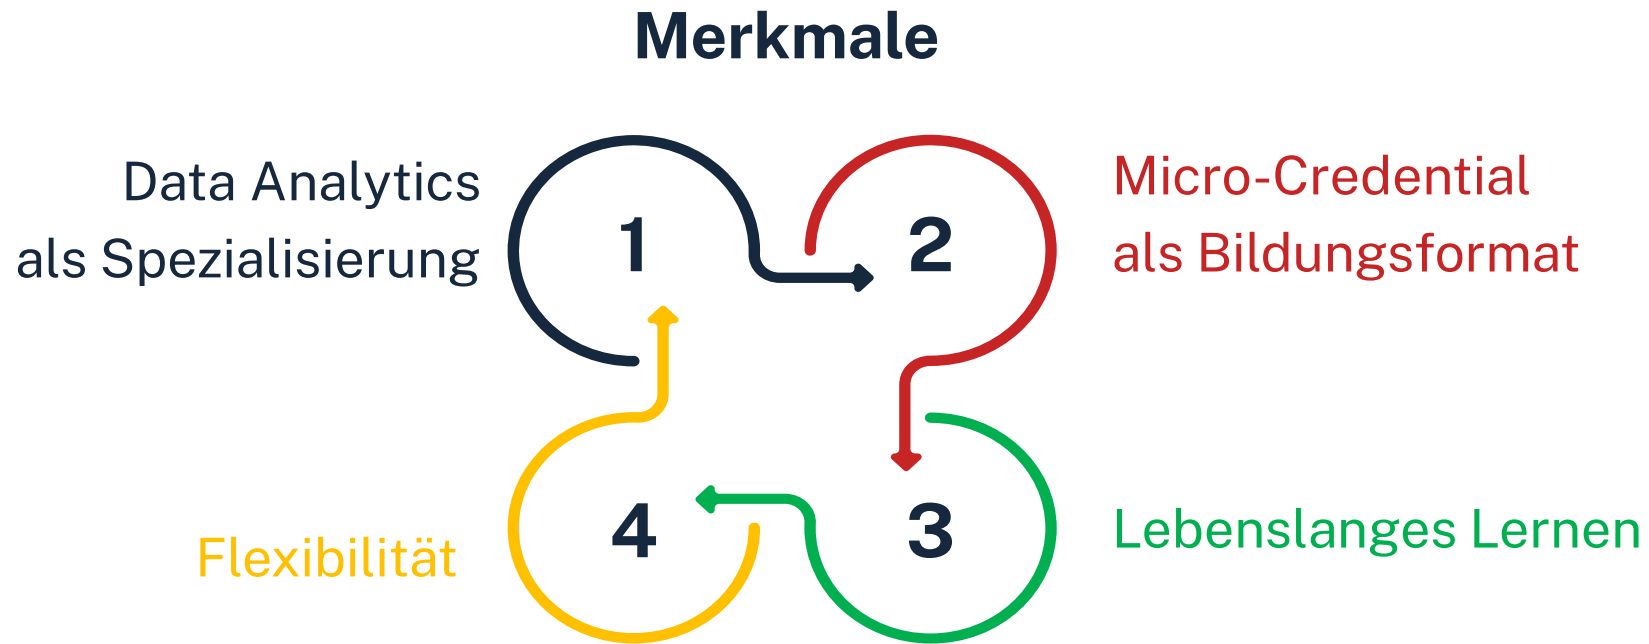 Merkmale
Data Analytics
als Spezialisierung
1
2
Micro-Credential
als Bildungsformat
Flexibilität
4
3
Lebenslanges Lernen